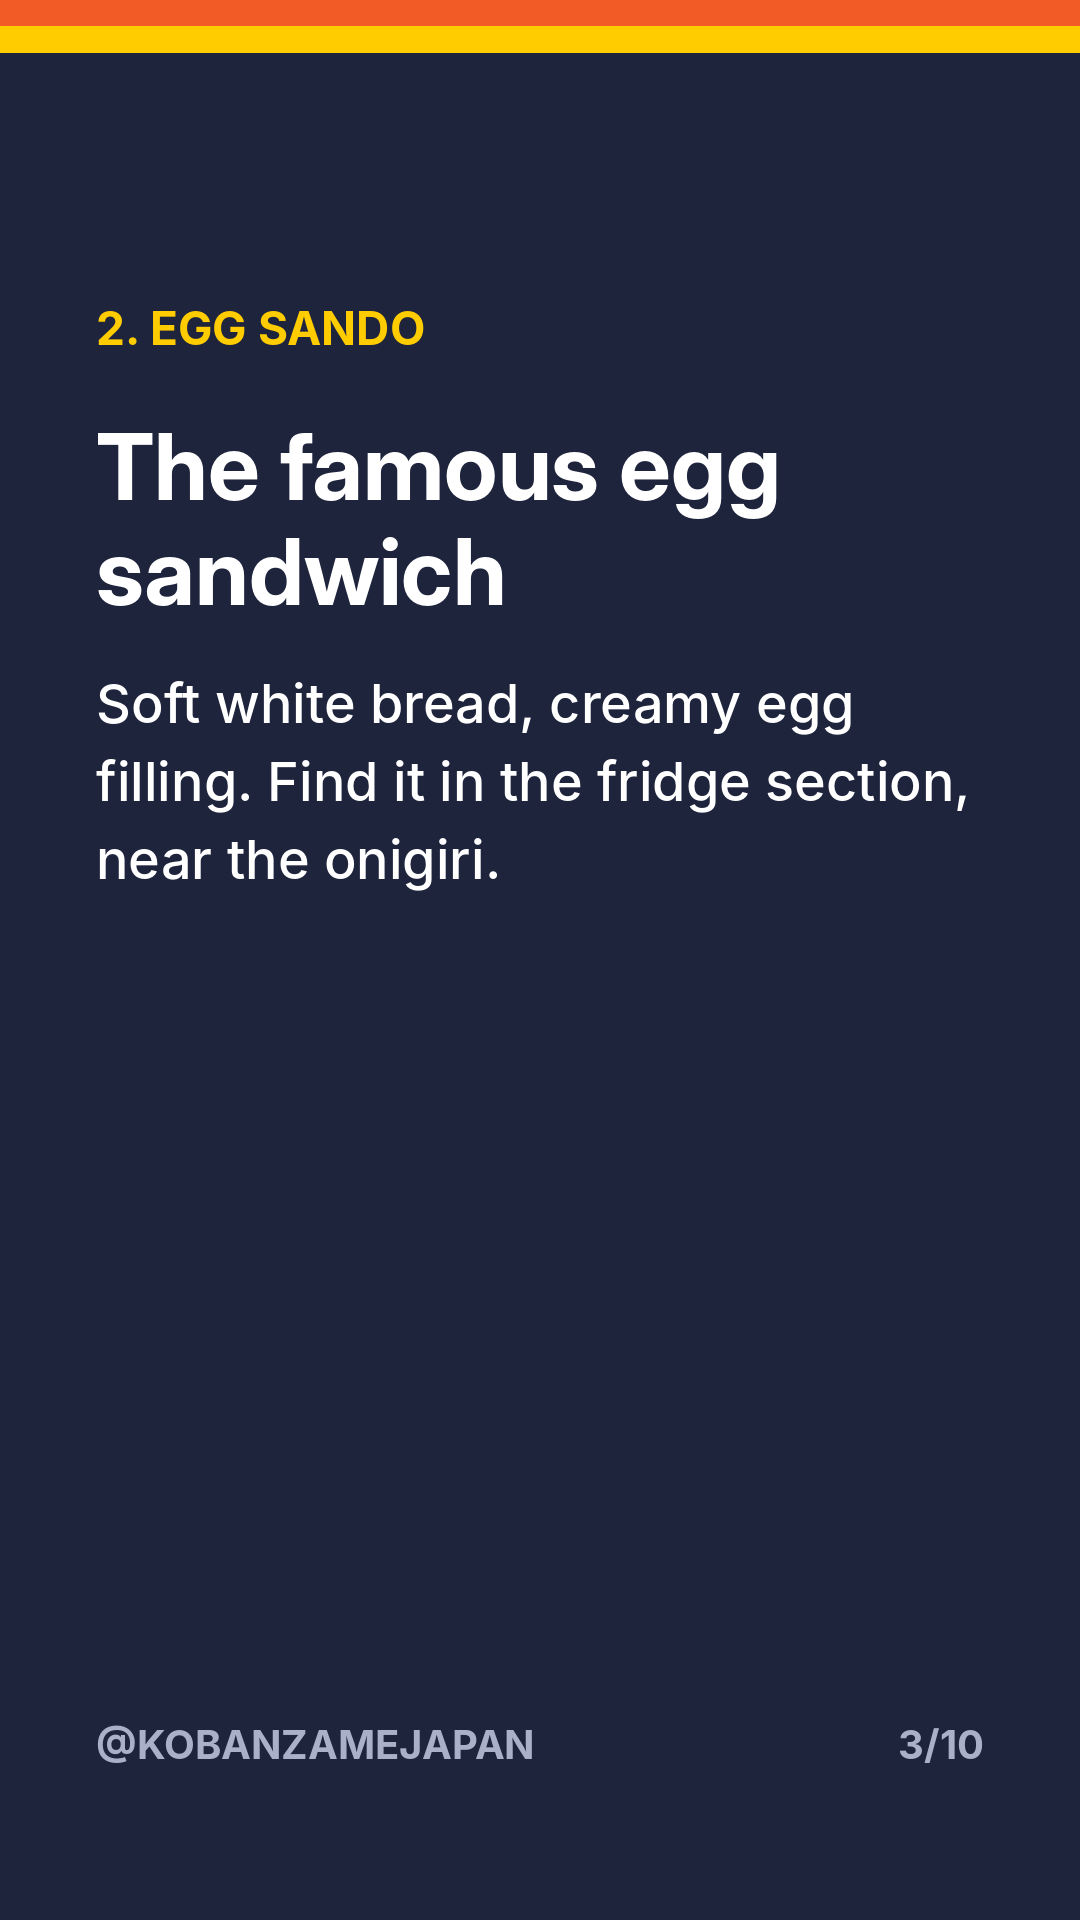 2. EGG SANDO
The famous egg
sandwich
Soft white bread, creamy egg
filling. Find it in the fridge section,
near the onigiri.
@KOBANZAMEJAPAN
3/10